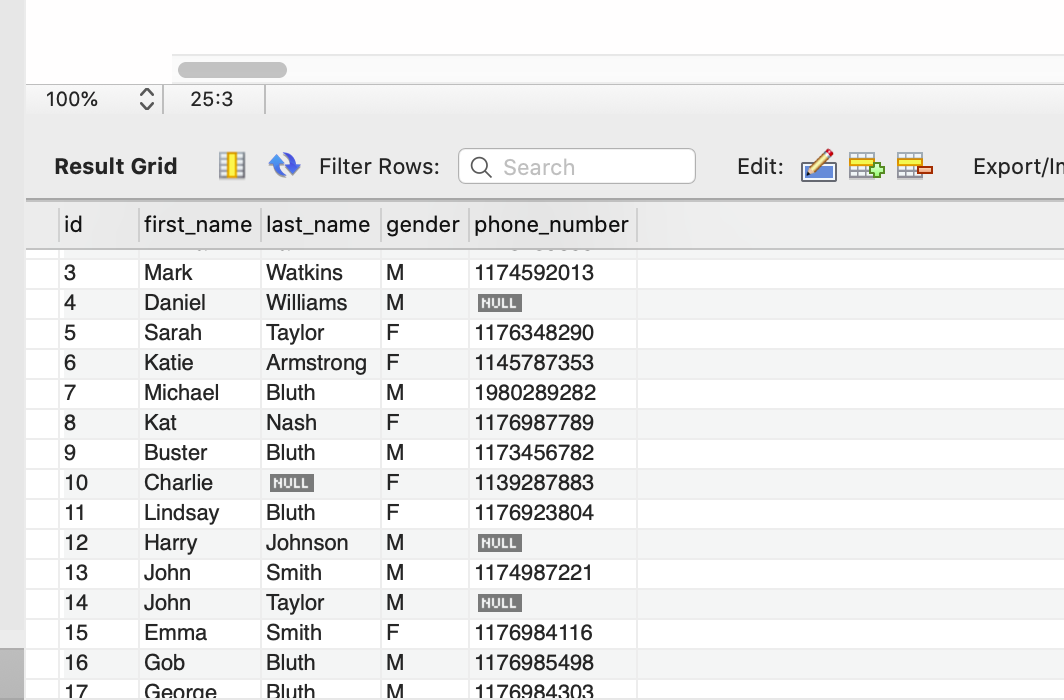 100% 25:3
Result Grid Filter Rows: Search Edit: Export/Im
id first_name last_name gender phone_number
3 Mark Watkins M 1174592013
4 Daniel Williams M NULL
5 Sarah Taylor F 1176348290
6 Katie Armstrong F 1145787353
7 Michael Bluth M 1980289282
8 Kat Nash F 1176987789
9 Buster Bluth M 1173456782
10 Charlie NULL F 1139287883
11 Lindsay Bluth F 1176923804
12 Harry Johnson M NULL
13 John Smith M 1174987221
14 John Taylor M NULL
15 Emma Smith F 1176984116
16 Gob Bluth M 1176985498
17 George Bluth M 1176984303